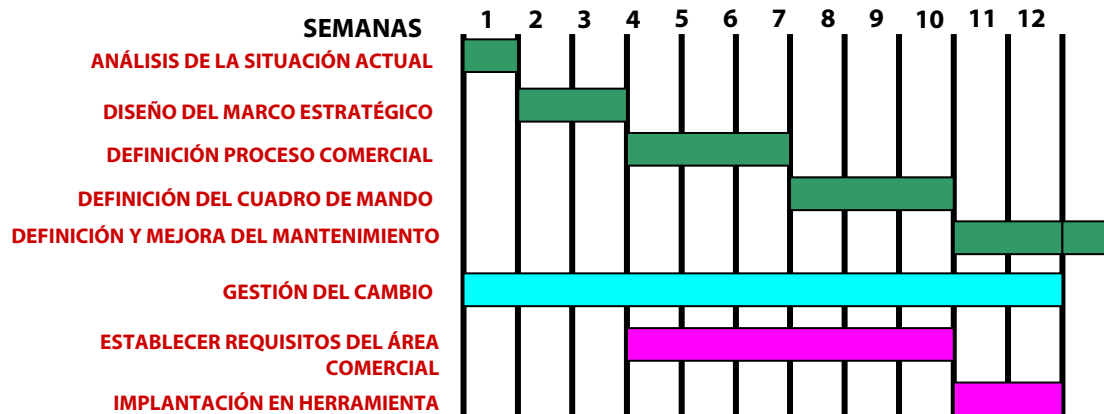 SEMANAS 1 2 3 4 5 6 7 8 9 10 11 12
ANÁLISIS DE LA SITUACIÓN ACTUAL
DISEÑO DEL MARCO ESTRATÉGICO
DEFINICIÓN PROCESO COMERCIAL
DEFINICIÓN DEL CUADRO DE MANDO
DEFINICIÓN Y MEJORA DEL MANTENIMIENTO
GESTIÓN DEL CAMBIO
ESTABLECER REQUISITOS DEL ÁREA
COMERCIAL
IMPLANTACIÓN EN HERRAMIENTA